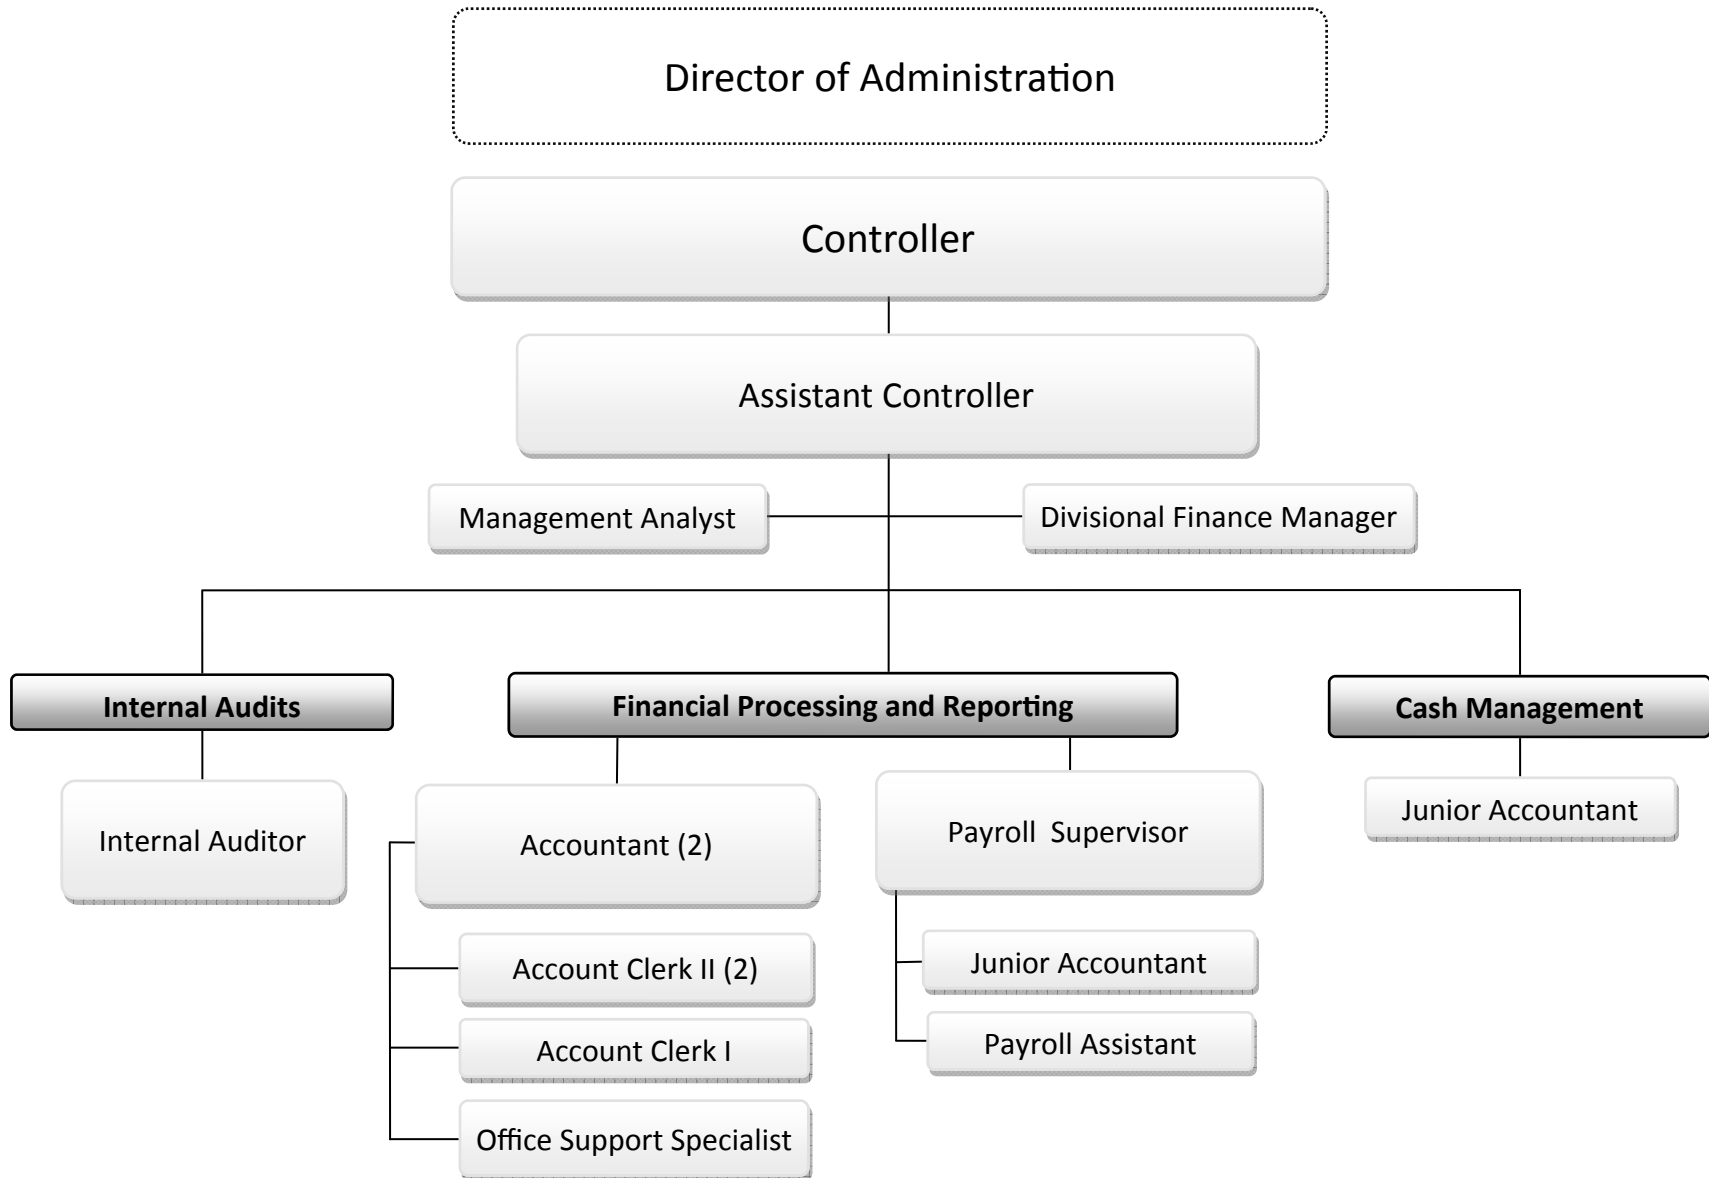 Director of Administration
Controller
Assistant Controller
Management Analyst
Divisional Finance Manager
Internal Audits
Financial Processing and Reporting
Cash Management
Internal Auditor
Accountant (2)
Account Clerk II (2)
Account Clerk I
Office Support Specialist
Payroll  Supervisor
Junior Accountant
Payroll Assistant
Junior Accountant